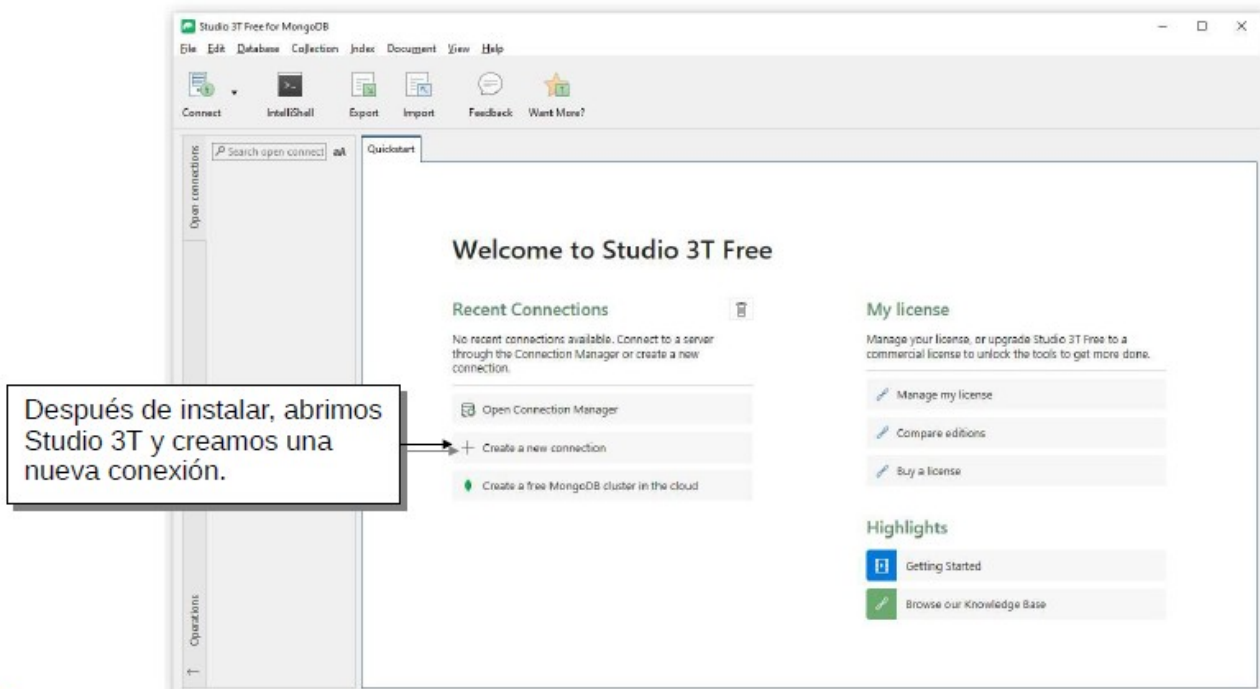 Studio 3T Free for MongoDB
File Edit Database Collection Index Document View Help
Connect IntelliShell Export Import Feedback Want More?
Open connections
Search open connect aA
Quickstart
Welcome to Studio 3T Free
Recent Connections
No recent connections available. Connect to a server
through the Connection Manager or create a new
connection.
Open Connection Manager
Create a new connection
Create a free MongoDB cluster in the cloud
My license
Manage your license, or upgrade Studio 3T Free to a
commercial license to unlock the tools to get more done.
Manage my license
Compare editions
Buy a license
Highlights
Getting Started
Browse our Knowledge Base
Después de instalar, abrimos
Studio 3T y creamos una
nueva conexión.
Operations